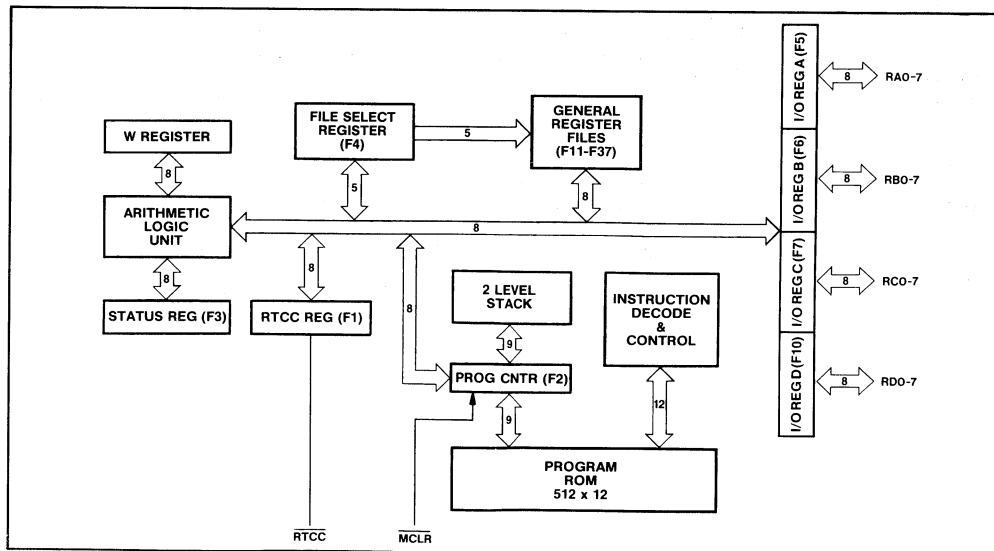 I/O REG A (F5)
8
RA0-7
FILE SELECT
REGISTER
(F4)
5
GENERAL
REGISTER
FILES
(F11-F37)
W REGISTER
8
5
8
I/O REG B (F6)
8
RB0-7
ARITHMETIC
LOGIC
UNIT
8
8
8
8
STATUS REG (F3)
RTCC REG (F1)
2 LEVEL
STACK
INSTRUCTION
DECODE
&
CONTROL
I/O REG C (F7)
8
RC0-7
9
PROG CNTR (F2)
9
12
I/O REG D (F10)
8
RD0-7
PROGRAM
ROM
512 x 12
RTCC
MCLR